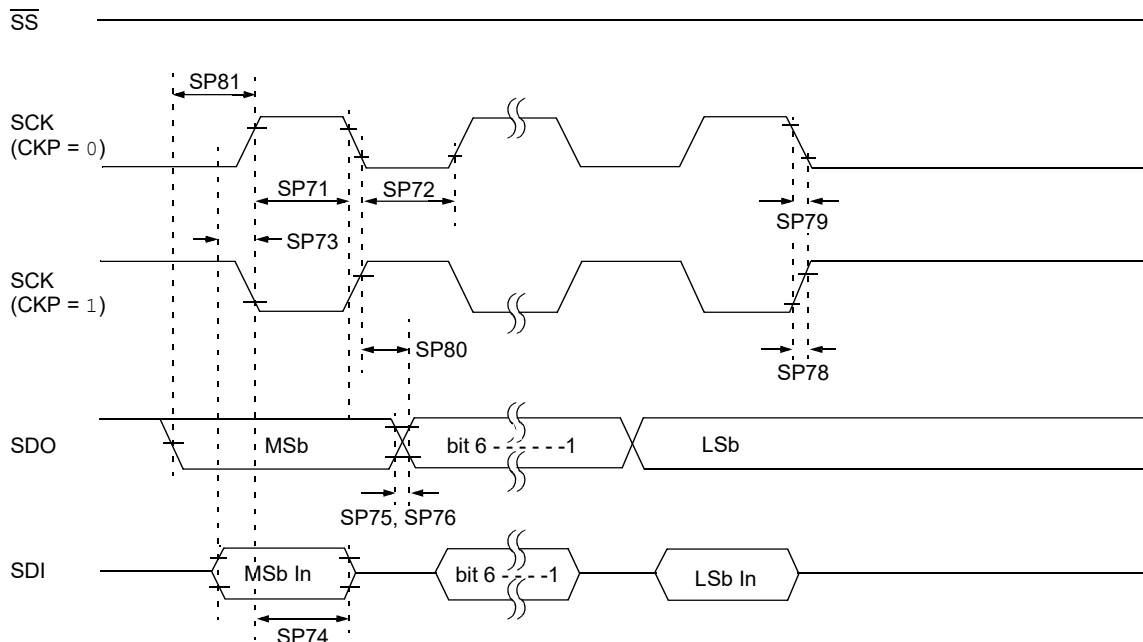 SS
SP81
SCK
(CKP = 0)
SP71
SP72
SP79
SP73
SCK
(CKP = 1)
SP80
SP78
SDO
MSb
bit 6 - - - - - -1
LSb
SP75, SP76
SDI
MSb In
bit 6 - - - - -1
LSb In
SP74